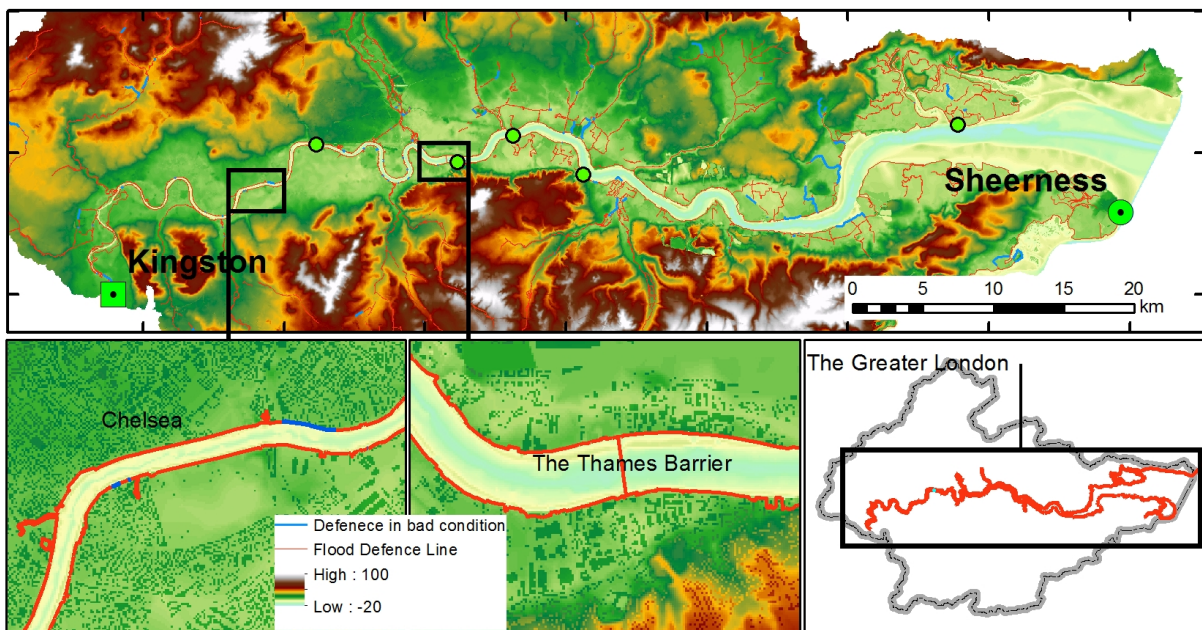 Kingston
Sheerness
0 5 10 15 20
km
Chelsea
The Thames Barrier
Defenece in bad condition
Flood Defence Line
High : 100
Low : -20
The Greater London